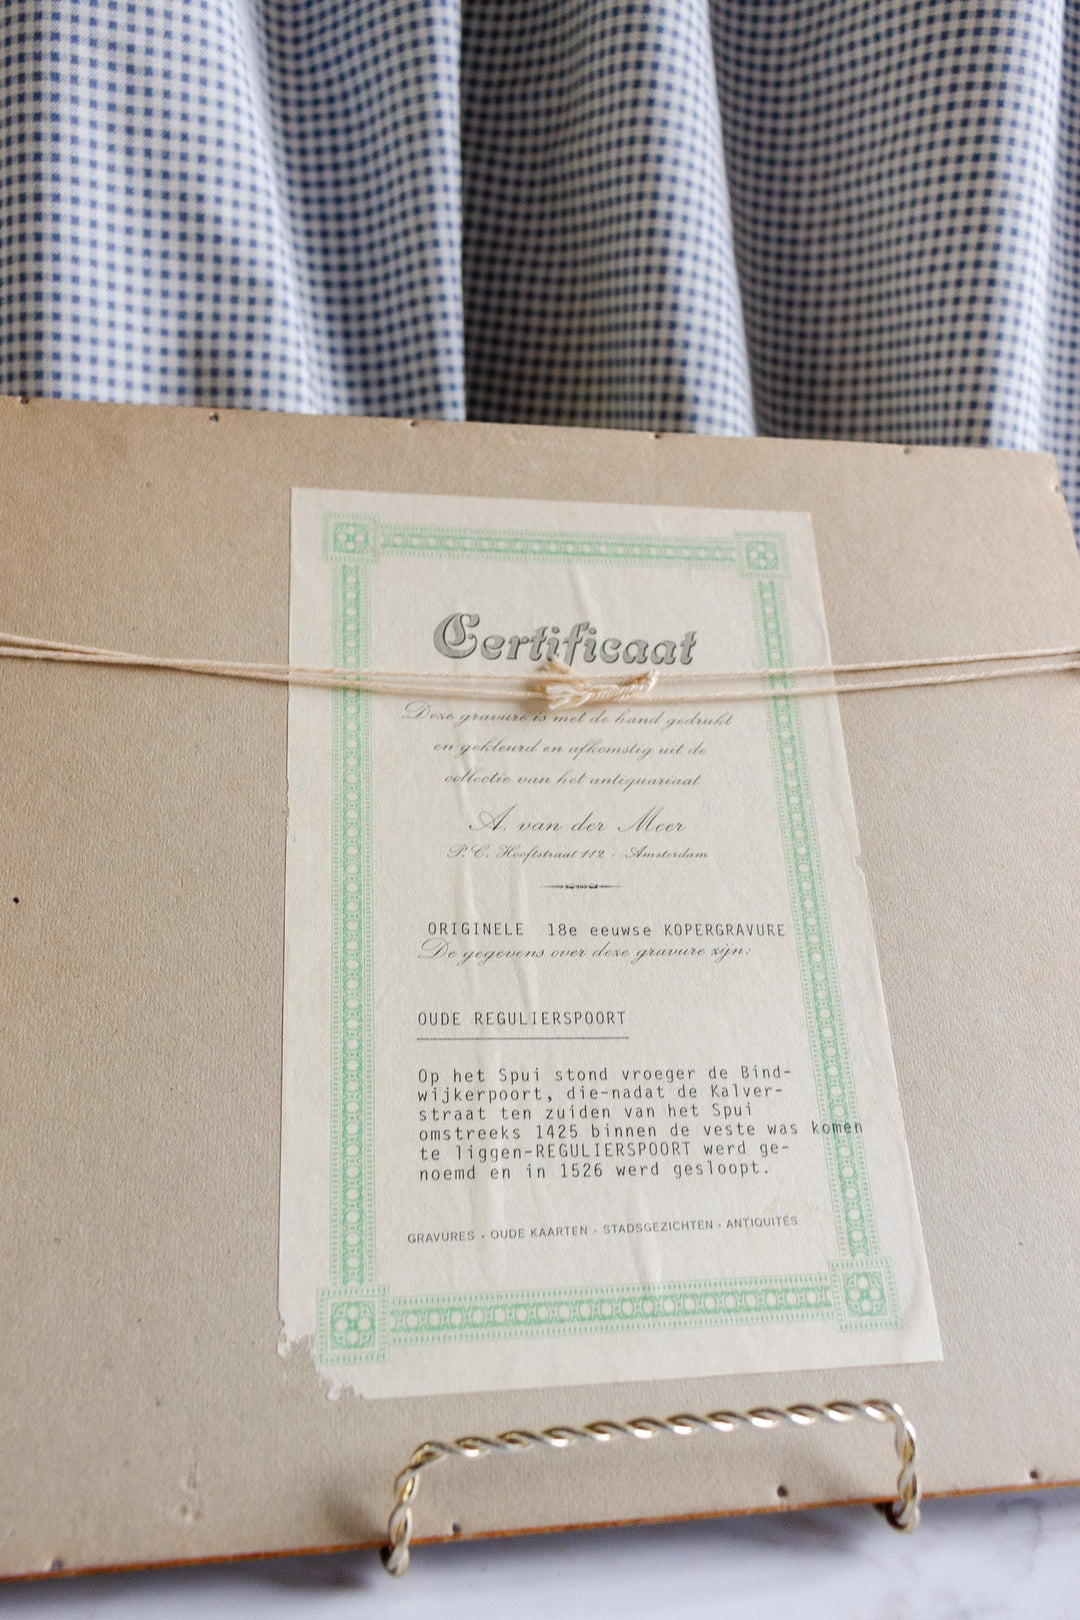 Certificaat
Deze gravure is met de hand gedrukt
en gekleurd en afkomstig uit de
collectie van het antiquariaat
A. van der Meer
P.C. Hooftstraat 112 - Amsterdam
ORIGINELE 18e eeuwse KOPERGRAVURE
De gegevens over deze gravure zijn:
OUDE REGULIERSPOORT
Op het Spui stond vroeger de Bind-
wijkerpoort, die-nadat de Kalver-
straat ten zuiden van het Spui
omstreeks 1425 binnen de veste was komen
te liggen-REGULIERSPOORT werd ge-
noemd en in 1526 werd gesloopt.
GRAVURES - OUDE KAARTEN - STADSGEZICHTEN - ANTIQUITÉS